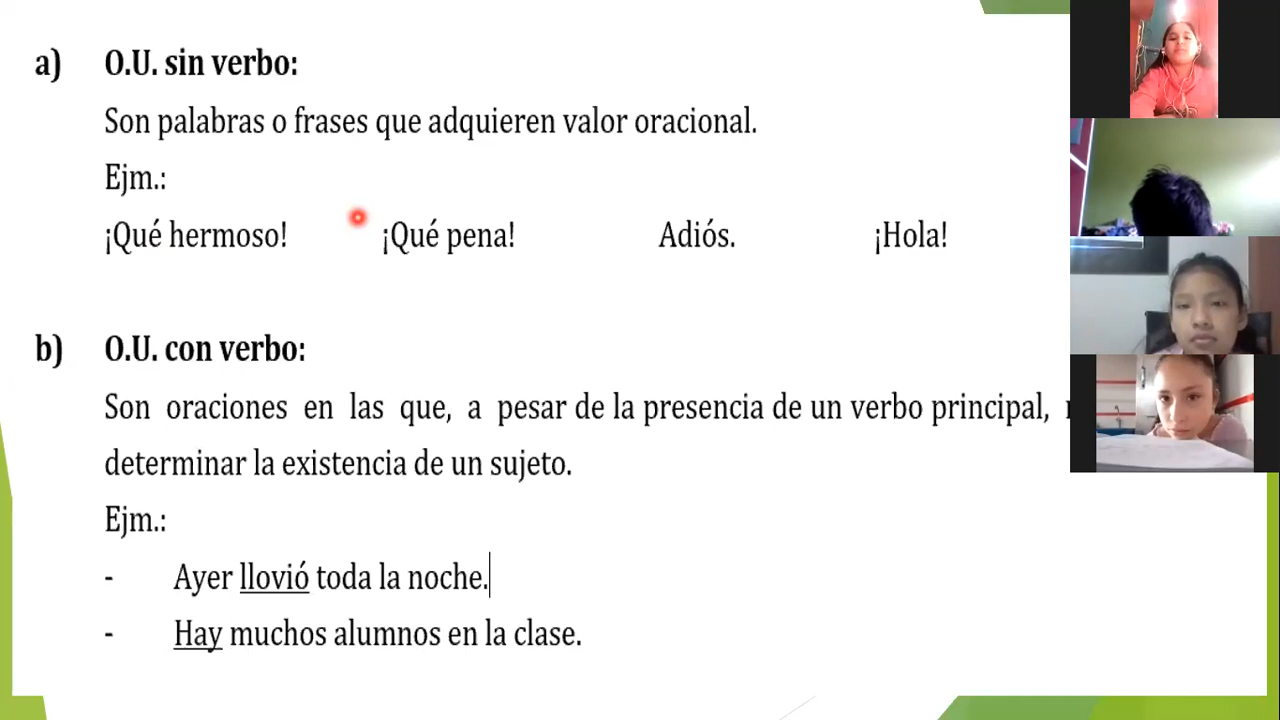 a) O.U. sin verbo:
Son palabras o frases que adquieren valor oracional.
Ejm.:
¡Qué hermoso! ¡Qué pena! Adiós. ¡Hola!
b) O.U. con verbo:
Son oraciones en las que, a pesar de la presencia de un verbo principal,
determinar la existencia de un sujeto.
Ejm.:
- Ayer llovió toda la noche.
- Hay muchos alumnos en la clase.